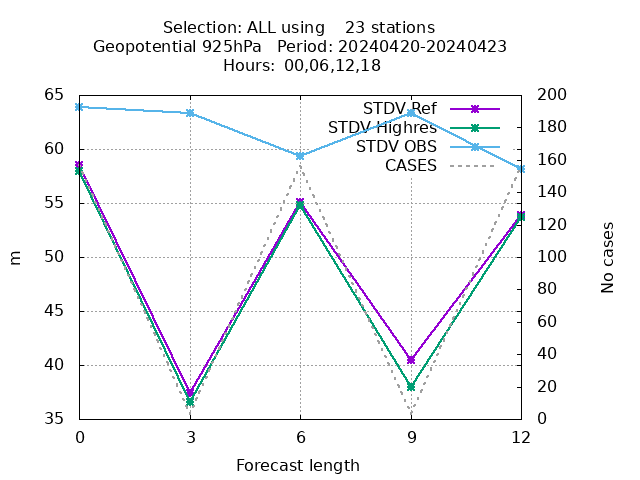 Selection: ALL using    23 stations
Geopotential 925hPa   Period: 20240420-20240423
Hours: 00,06,12,18
65
60
55
50
45
40
35
m
STDV Ref
STDV Highres
STDV OBS
CASES
200
180
160
140
120
100
80
60
40
20
0
No cases
0 3 6 9 12
Forecast length